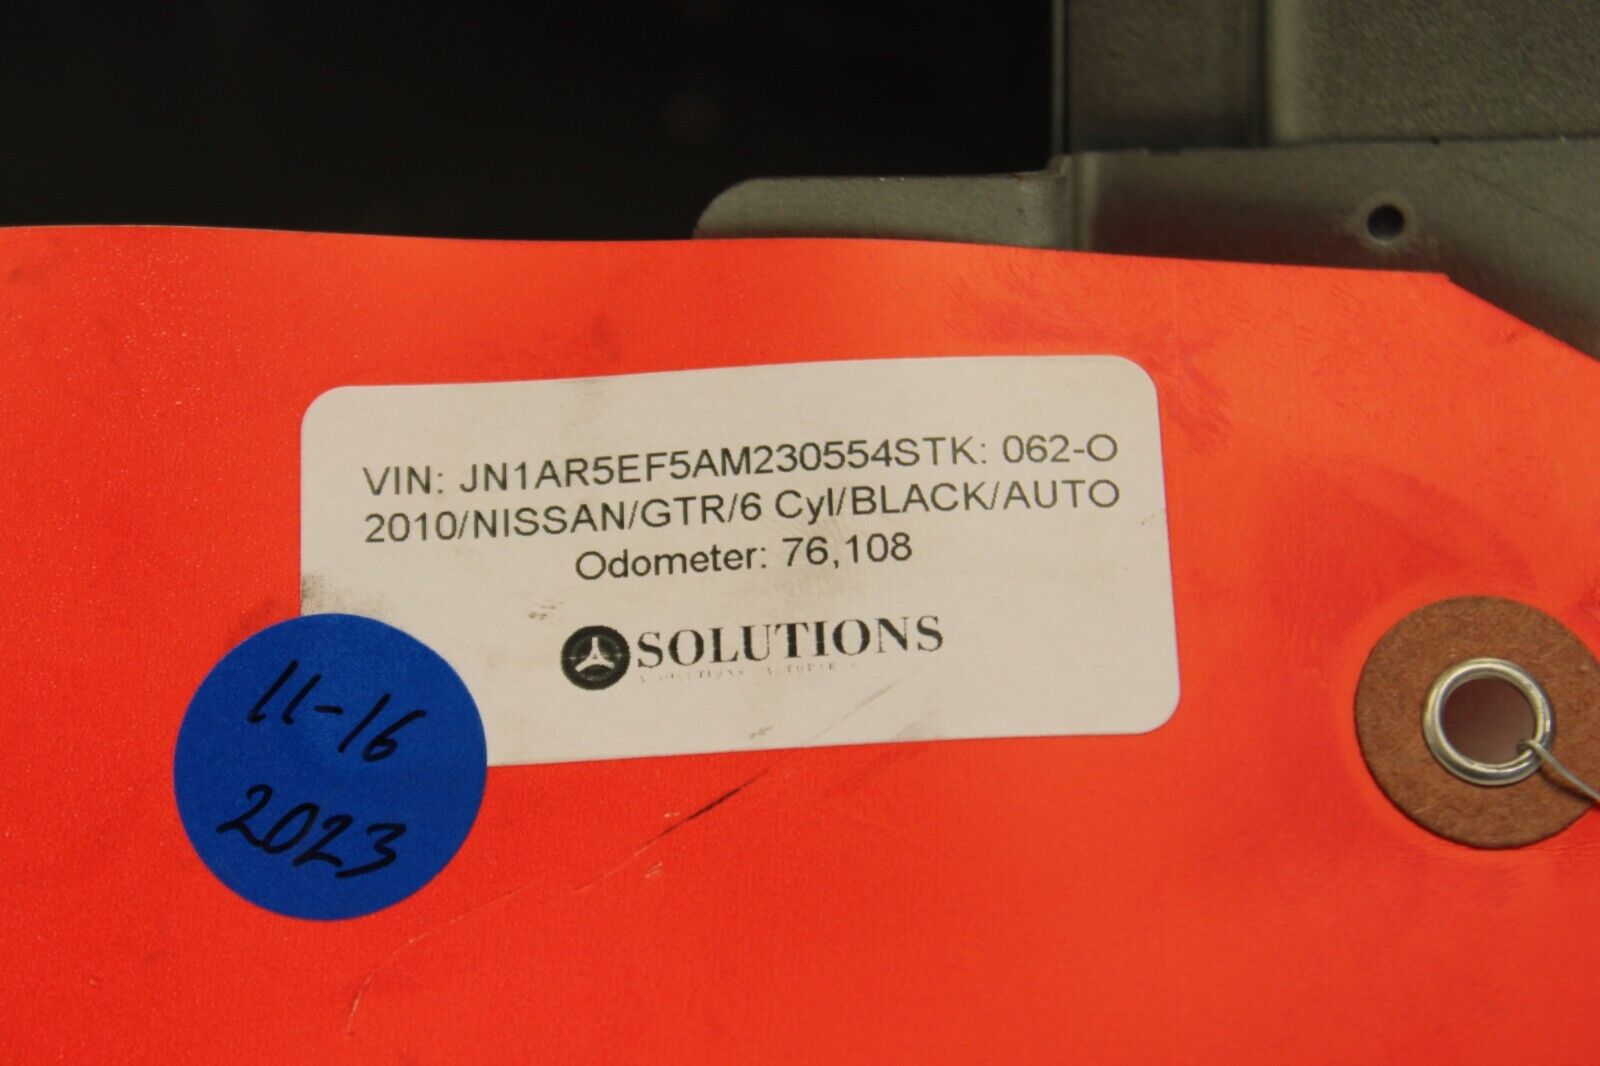 VIN: JN1AR5EF5AM230554STK: 062-O
2010/NISSAN/GTR/6 Cyl/BLACK/AUTO
Odometer: 76,108
SOLUTIONS
11-16
2023